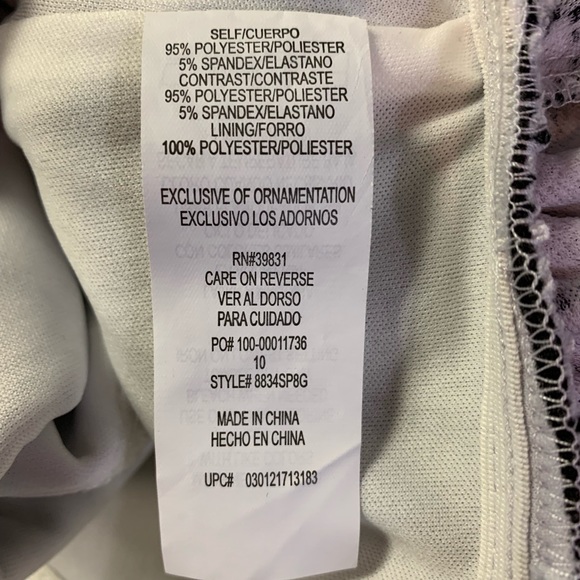 SELF/CUERPO
95% POLYESTER/POLIESTER
5% SPANDEX/ELASTANO
CONTRAST/CONTRASTE
95% POLYESTER/POLIESTER
5% SPANDEX/ELASTANO
LINING/FORRO
100% POLYESTER/POLIESTER
EXCLUSIVE OF ORNAMENTATION
EXCLUSIVO LOS ADORNOS
RN#39831
CARE ON REVERSE
VER AL DORSO
PARA CUIDADO
PO# 100-00011736
10
STYLE# 8834SP8G
MADE IN CHINA
HECHO EN CHINA
UPC# 030121713183